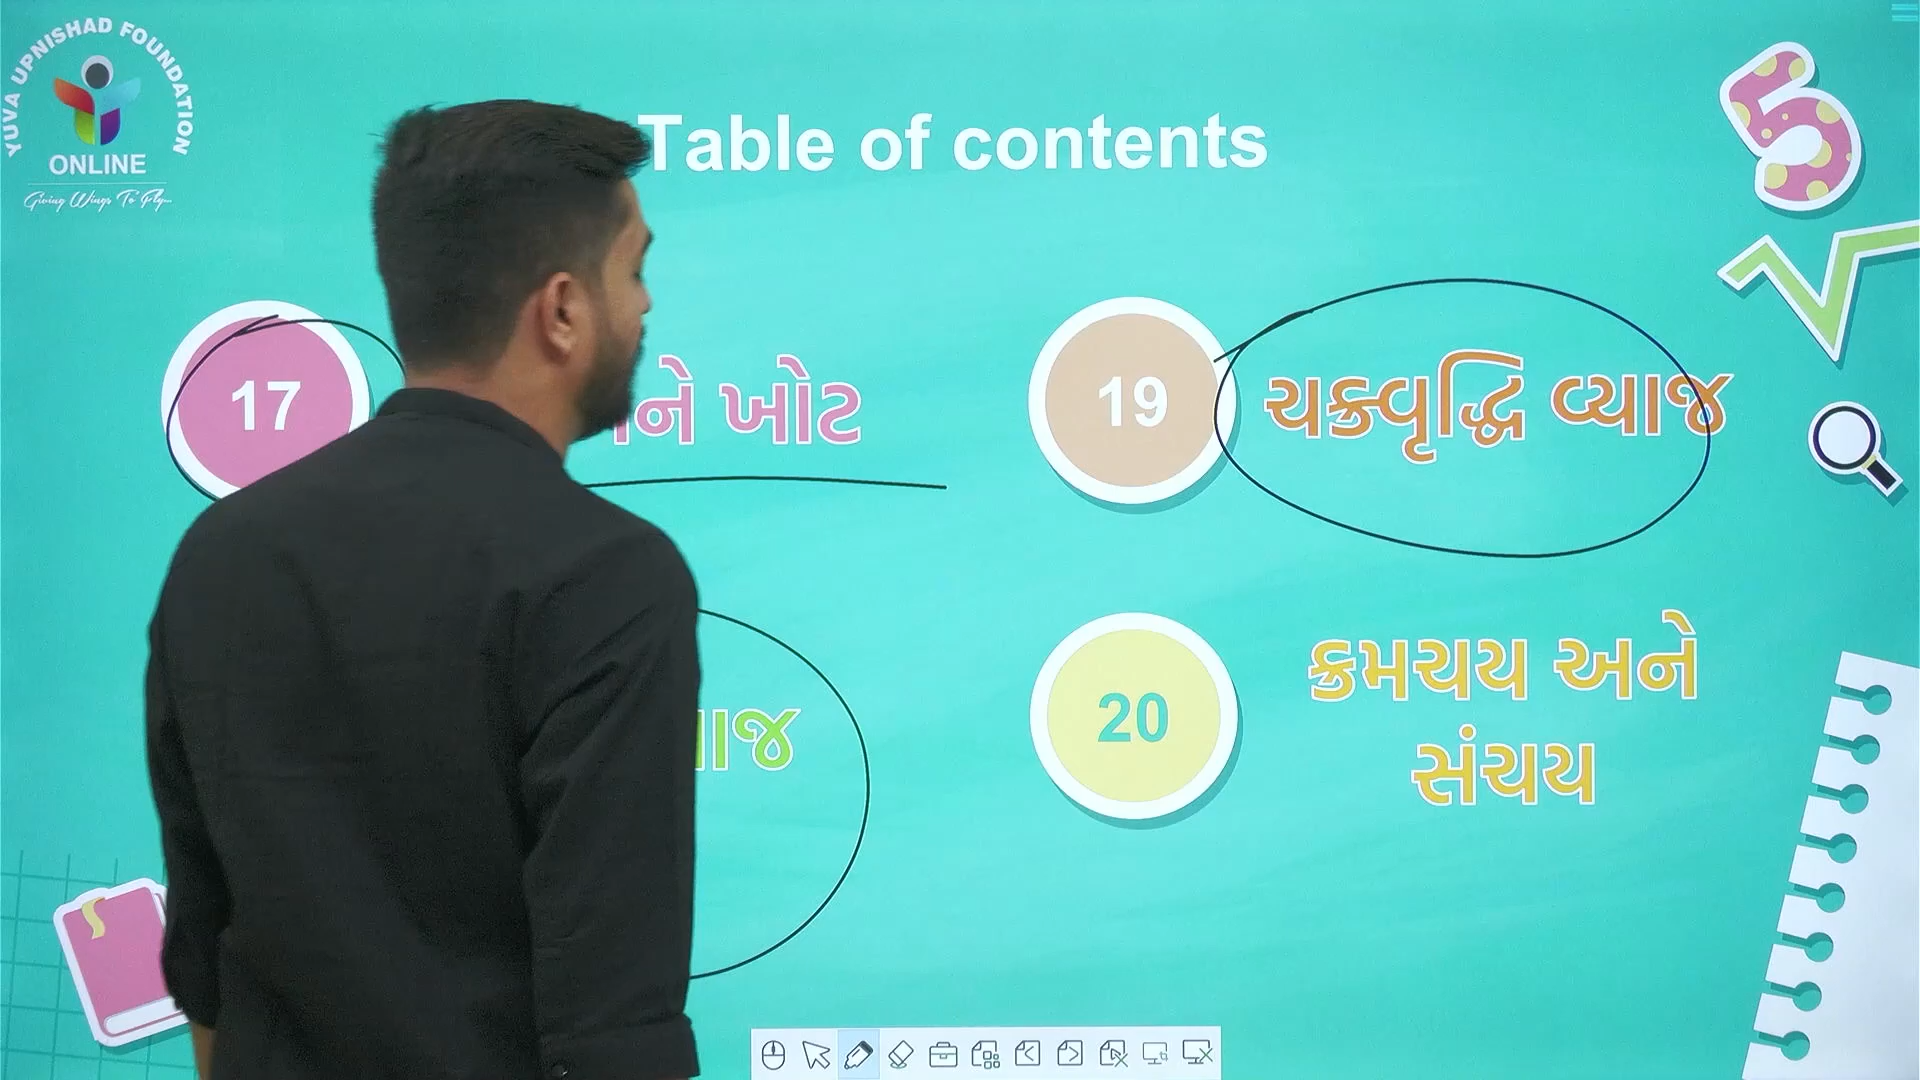 YUVA UPNISHAD FOUNDATION
ONLINE
Giving Wings To Fly...
Table of contents
17
ખોટ
19
ચક્રવૃદ્ધિ વ્યાજ
20
ક્રમચય અને
સંચય
5